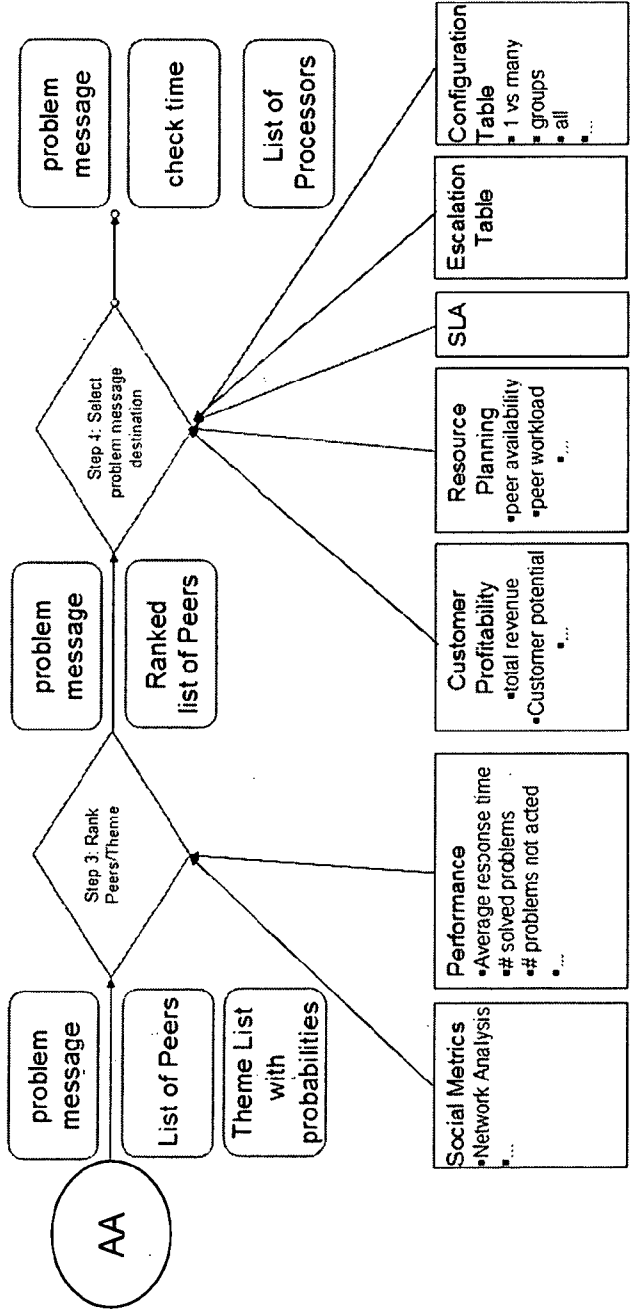 AA
problem
message
List of Peers
Theme List
with
probabilities
Step 3: Rank
Peers/Theme
problem
message
Ranked
list of Peers
Step 4: Select
problem message
destination
problem
message
check time
List of
Processors
Social Metrics
▪Network Analysis
▪...
Performance
▪Average response time
▪# solved problems
▪# problems not acted
▪...
Customer
Profitability
▪total revenue
▪Customer potential
▪...
Resource
Planning
▪peer availability
▪peer workload
▪...
SLA
Escalation
Table
Configuration
Table
▪ 1 vs many
▪ groups
▪ all
▪...